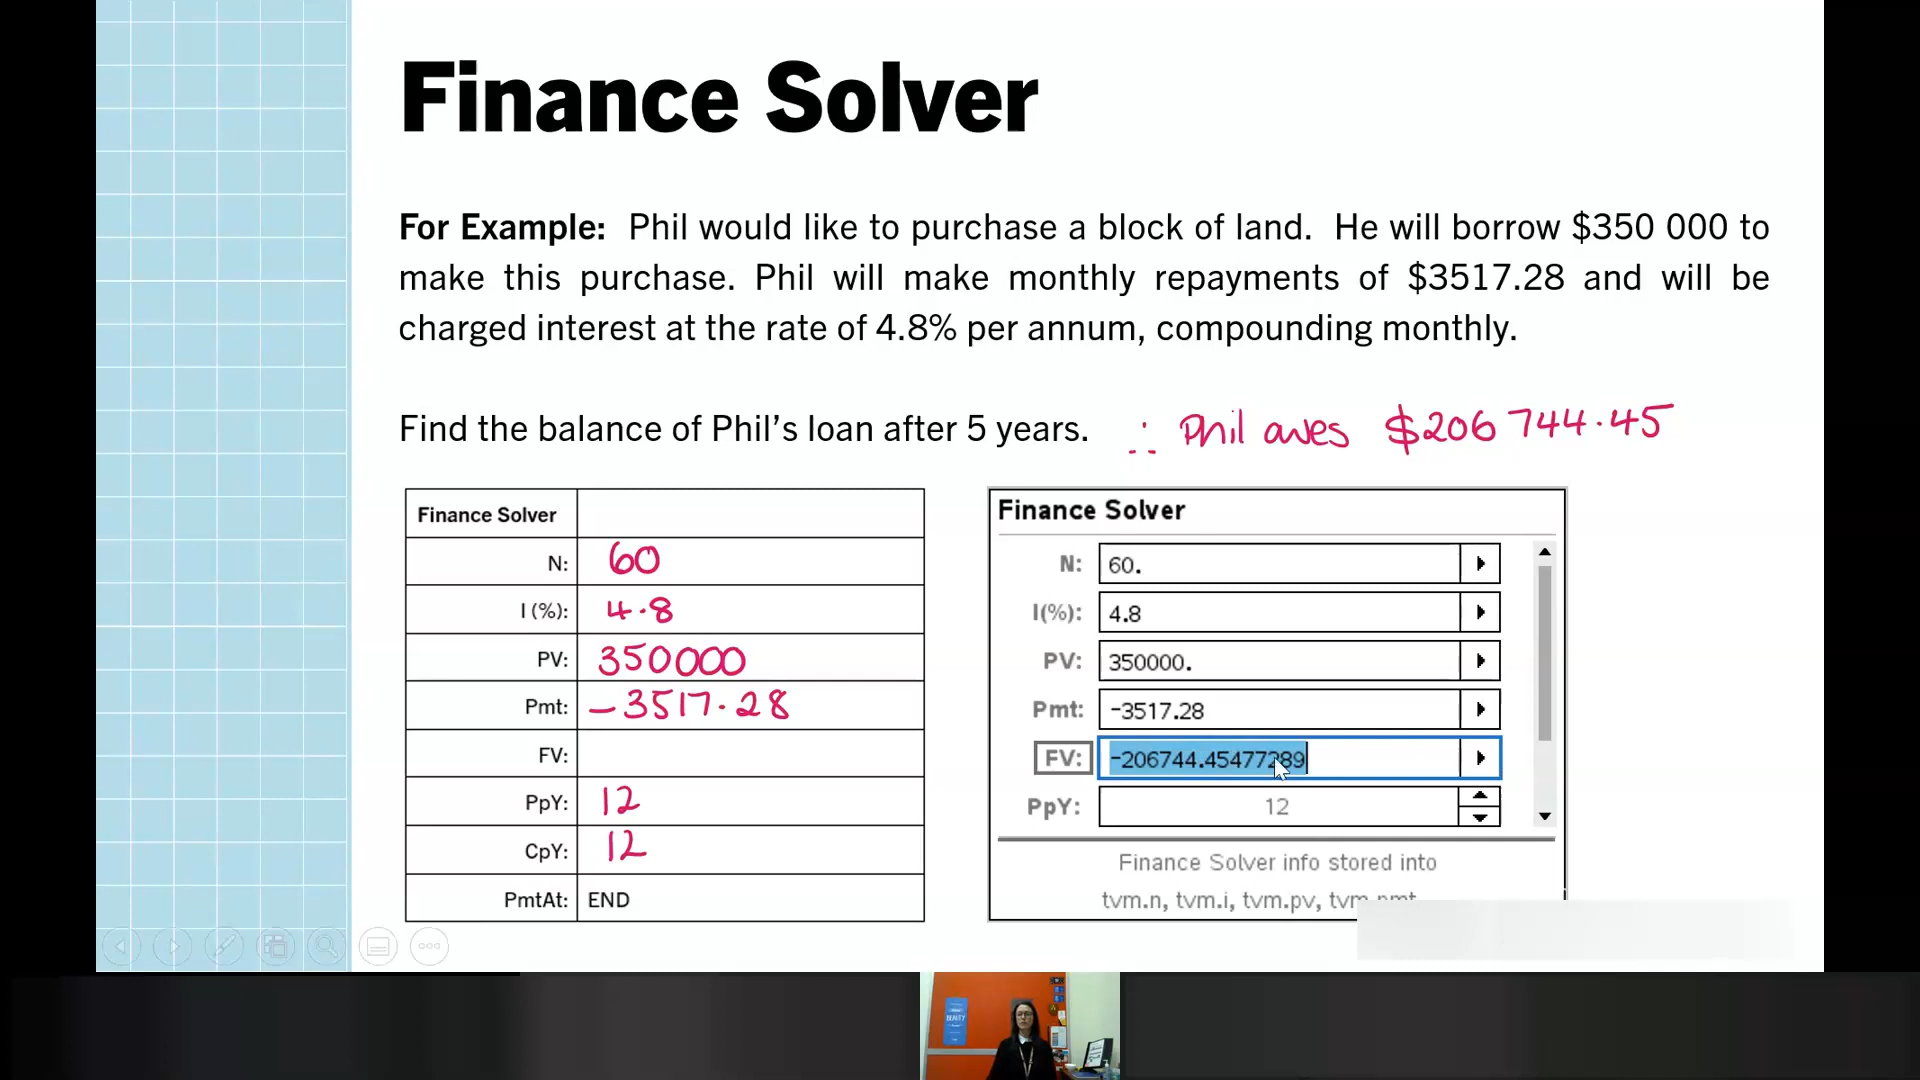 Finance Solver
For Example: Phil would like to purchase a block of land. He will borrow $350 000 to
make this purchase. Phil will make monthly repayments of $3517.28 and will be
charged interest at the rate of 4.8% per annum, compounding monthly.
Find the balance of Phil's loan after 5 years. ∴ Phil owes $206 744.45
Finance Solver
N: 60
I (%): 4.8
PV: 350000
Pmt: -3517.28
FV:
PpY: 12
CpY: 12
PmtAt: END
Finance Solver
N: 60.
I(%): 4.8
PV: 350000.
Pmt: -3517.28
FV: -206744.45477289
PpY: 12
Finance Solver info stored into
tvm.n, tvm.i, tvm.pv, tvm.pmt
BEAUTY